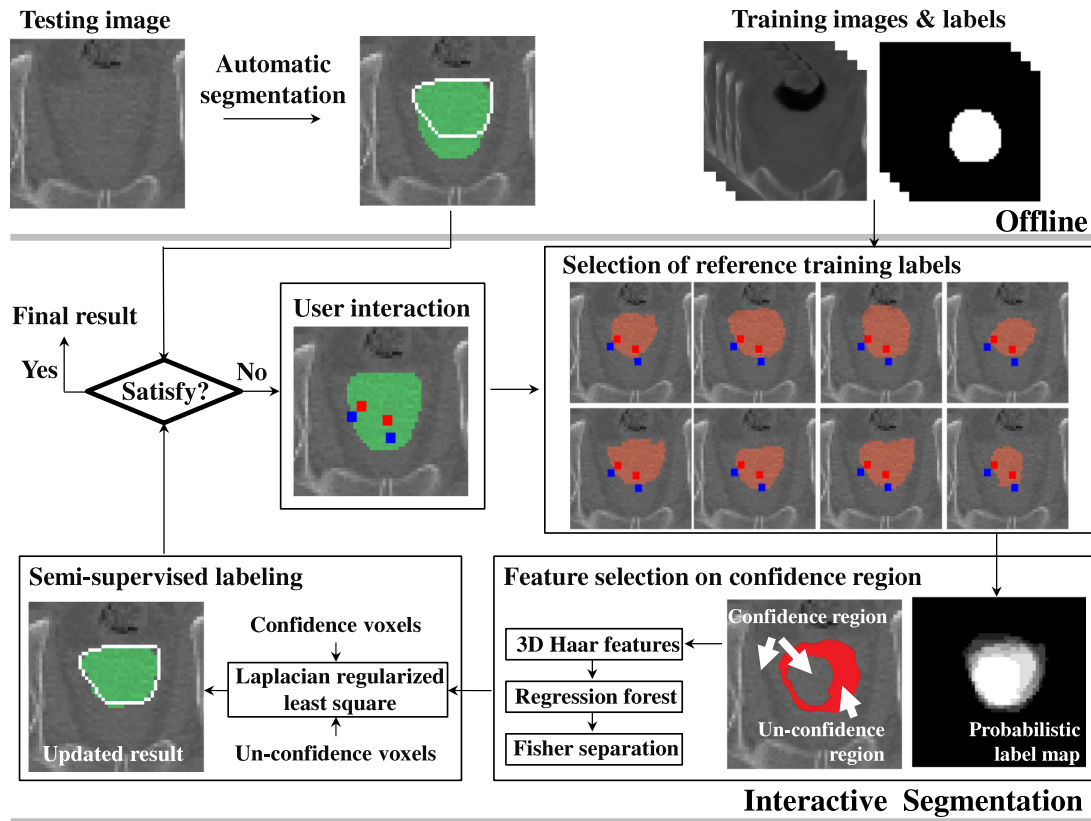 Testing image
Automatic
segmentation
Training images & labels
Offline
Selection of reference training labels
User interaction
Final result
Yes
Satisfy?
No
Semi-supervised labeling
Confidence voxels
Laplacian regularized
least square
Un-confidence voxels
Updated result
Feature selection on confidence region
3D Haar features
Regression forest
Fisher separation
Confidence region
Un-confidence
region
Probabilistic
label map
Interactive Segmentation